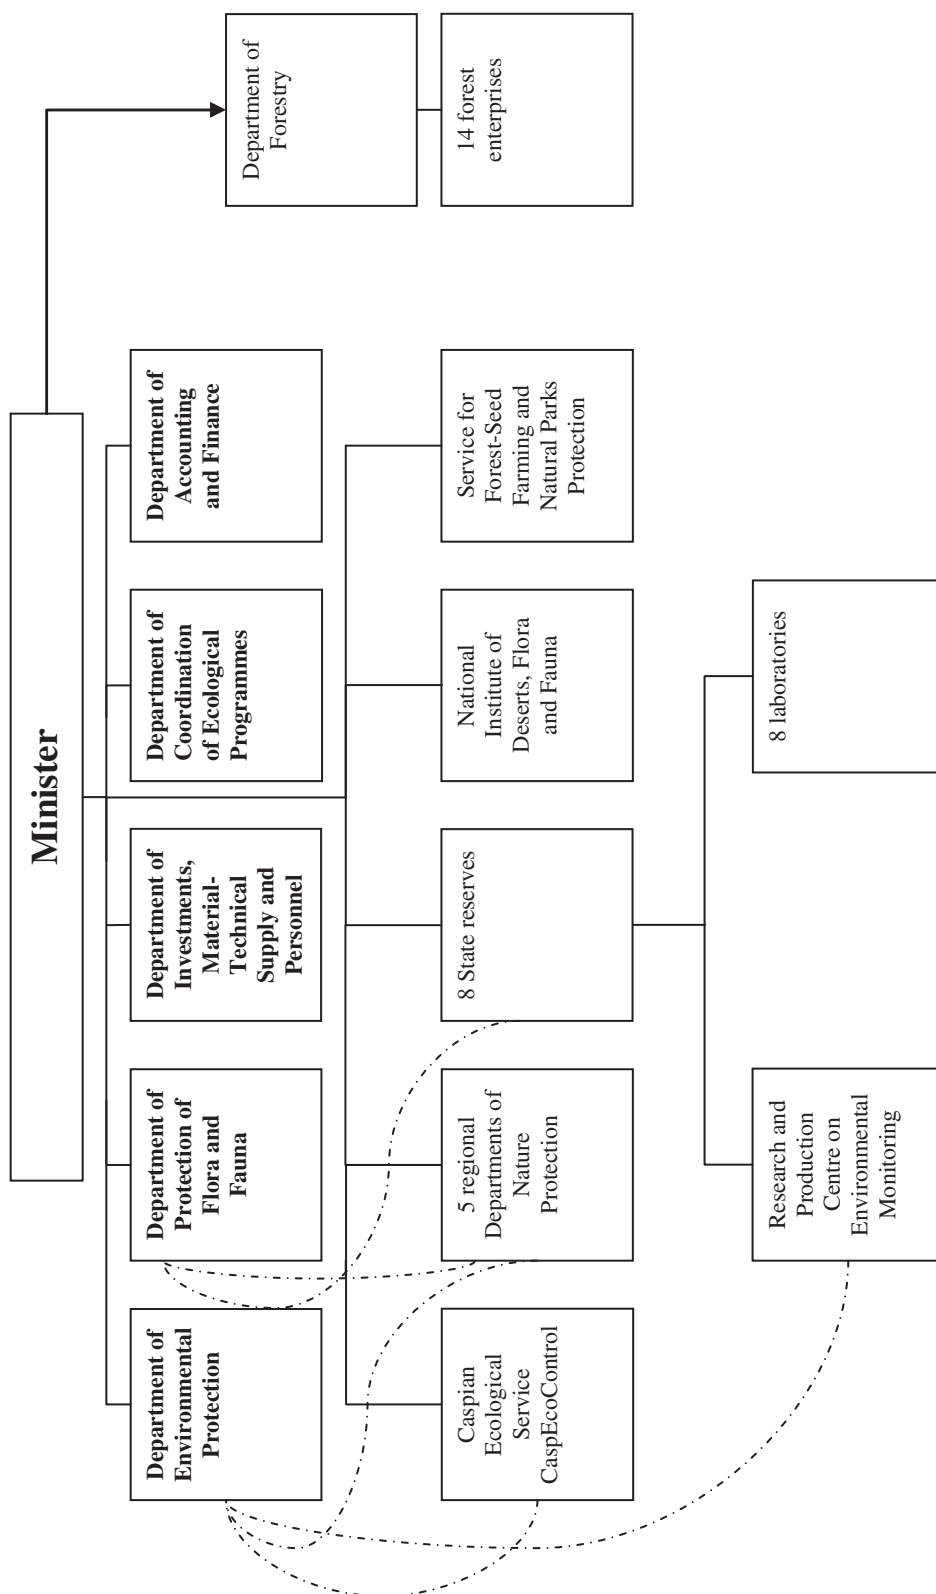 Minister
Department of
Environmental
Protection
Department of
Protection of
Flora and
Fauna
Department of
Investments,
Material-
Technical
Supply and
Personnel
Department of
Coordination
of Ecological
Programmes
Department of
Accounting
and Finance
Department of
Forestry
Caspian
Ecological
Service
CaspEcoControl
5 regional
Departments of
Nature
Protection
8 State reserves
National
Institute of
Deserts, Flora
and Fauna
Service for
Forest-Seed
Farming and
Natural Parks
Protection
14 forest
enterprises
Research and
Production
Centre on
Environmental
Monitoring
8 laboratories